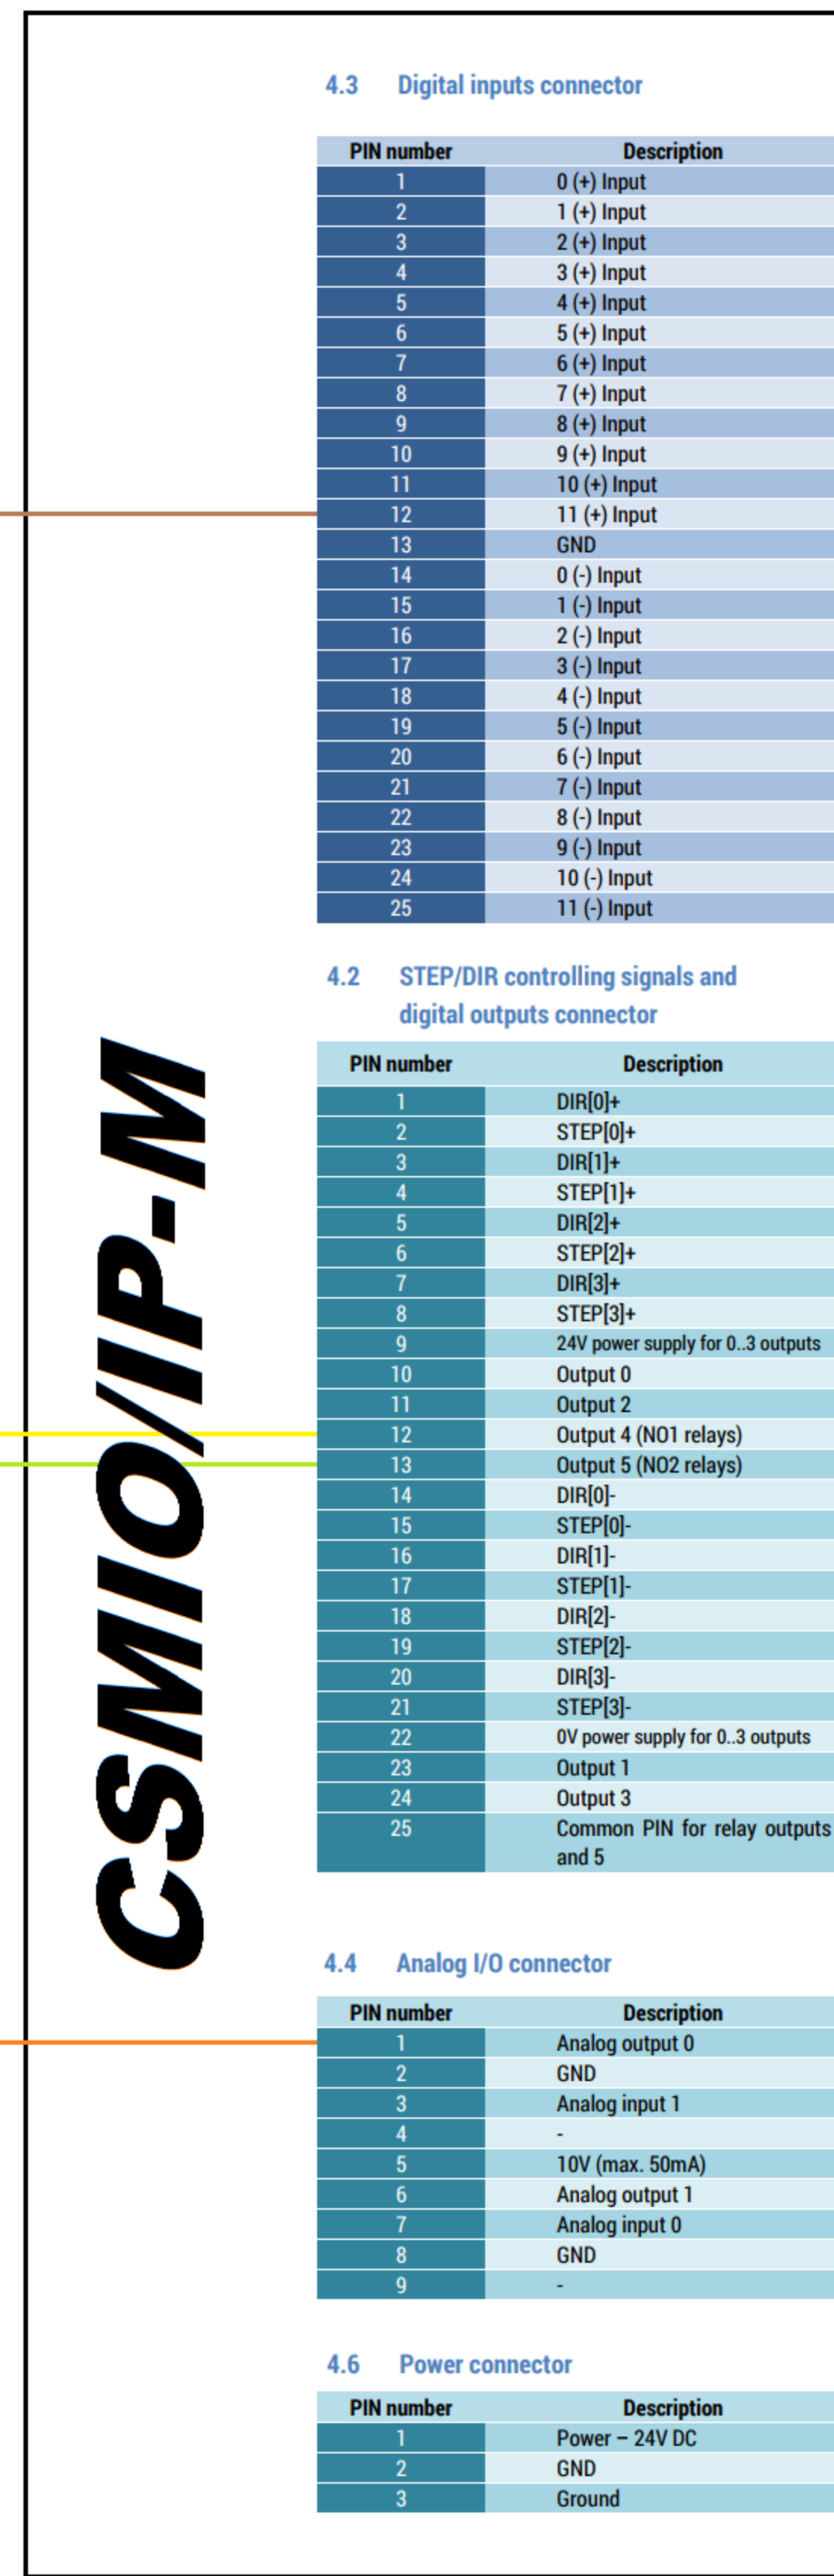 4.3 Digital inputs connector
PIN number Description
1 0 (+) Input
2 1 (+) Input
3 2 (+) Input
4 3 (+) Input
5 4 (+) Input
6 5 (+) Input
7 6 (+) Input
8 7 (+) Input
9 8 (+) Input
10 9 (+) Input
11 10 (+) Input
12 11 (+) Input
13 GND
14 0 (-) Input
15 1 (-) Input
16 2 (-) Input
17 3 (-) Input
18 4 (-) Input
19 5 (-) Input
20 6 (-) Input
21 7 (-) Input
22 8 (-) Input
23 9 (-) Input
24 10 (-) Input
25 11 (-) Input
4.2 STEP/DIR controlling signals and
digital outputs connector
PIN number Description
1 DIR[0]+
2 STEP[0]+
3 DIR[1]+
4 STEP[1]+
5 DIR[2]+
6 STEP[2]+
7 DIR[3]+
8 STEP[3]+
9 24V power supply for 0..3 outputs
10 Output 0
11 Output 2
12 Output 4 (NO1 relays)
13 Output 5 (NO2 relays)
14 DIR[0]-
15 STEP[0]-
16 DIR[1]-
17 STEP[1]-
18 DIR[2]-
19 STEP[2]-
20 DIR[3]-
21 STEP[3]-
22 0V power supply for 0..3 outputs
23 Output 1
24 Output 3
25 Common PIN for relay outputs
and 5
CSMIO/IP-M
4.4 Analog I/O connector
PIN number Description
1 Analog output 0
2 GND
3 Analog input 1
4 -
5 10V (max. 50mA)
6 Analog output 1
7 Analog input 0
8 GND
9 -
4.6 Power connector
PIN number Description
1 Power – 24V DC
2 GND
3 Ground